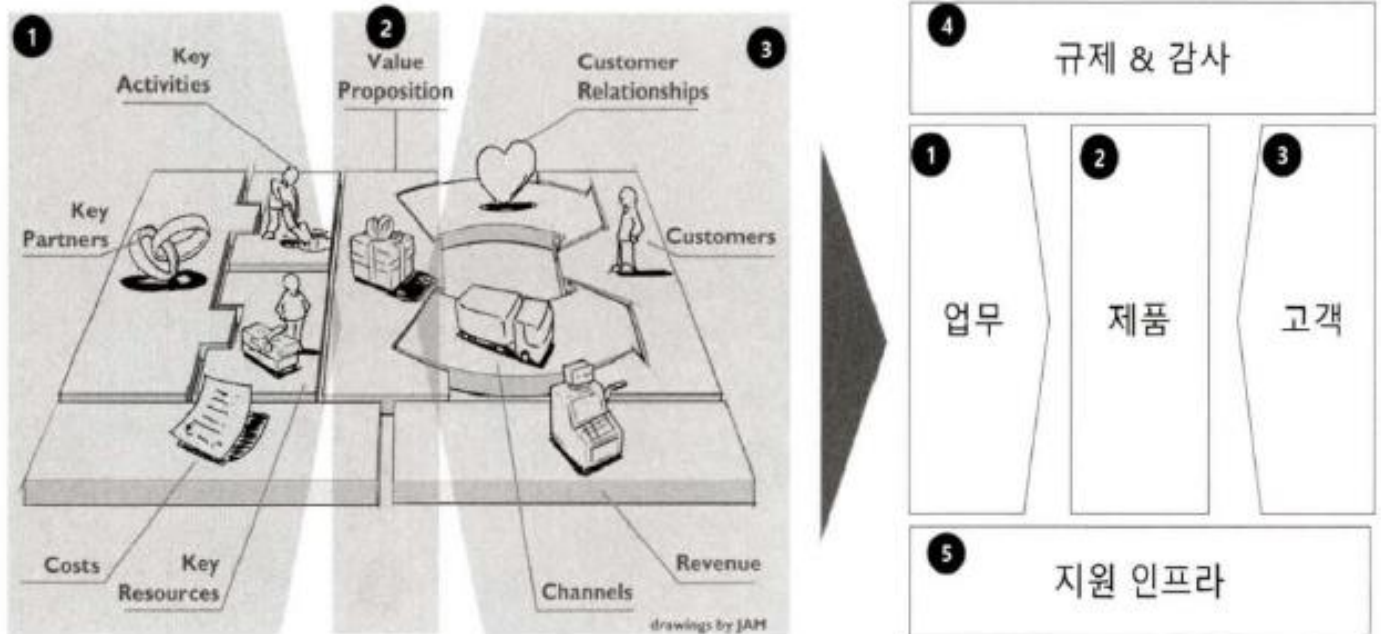 1
2
3
Key
Activities
Value
Proposition
Customer
Relationships
Key
Partners
Customers
Costs
Key
Resources
Channels
Revenue
drawings by JAM
4
규제 & 감사
1
2
3
업무
제품
고객
5
지원 인프라